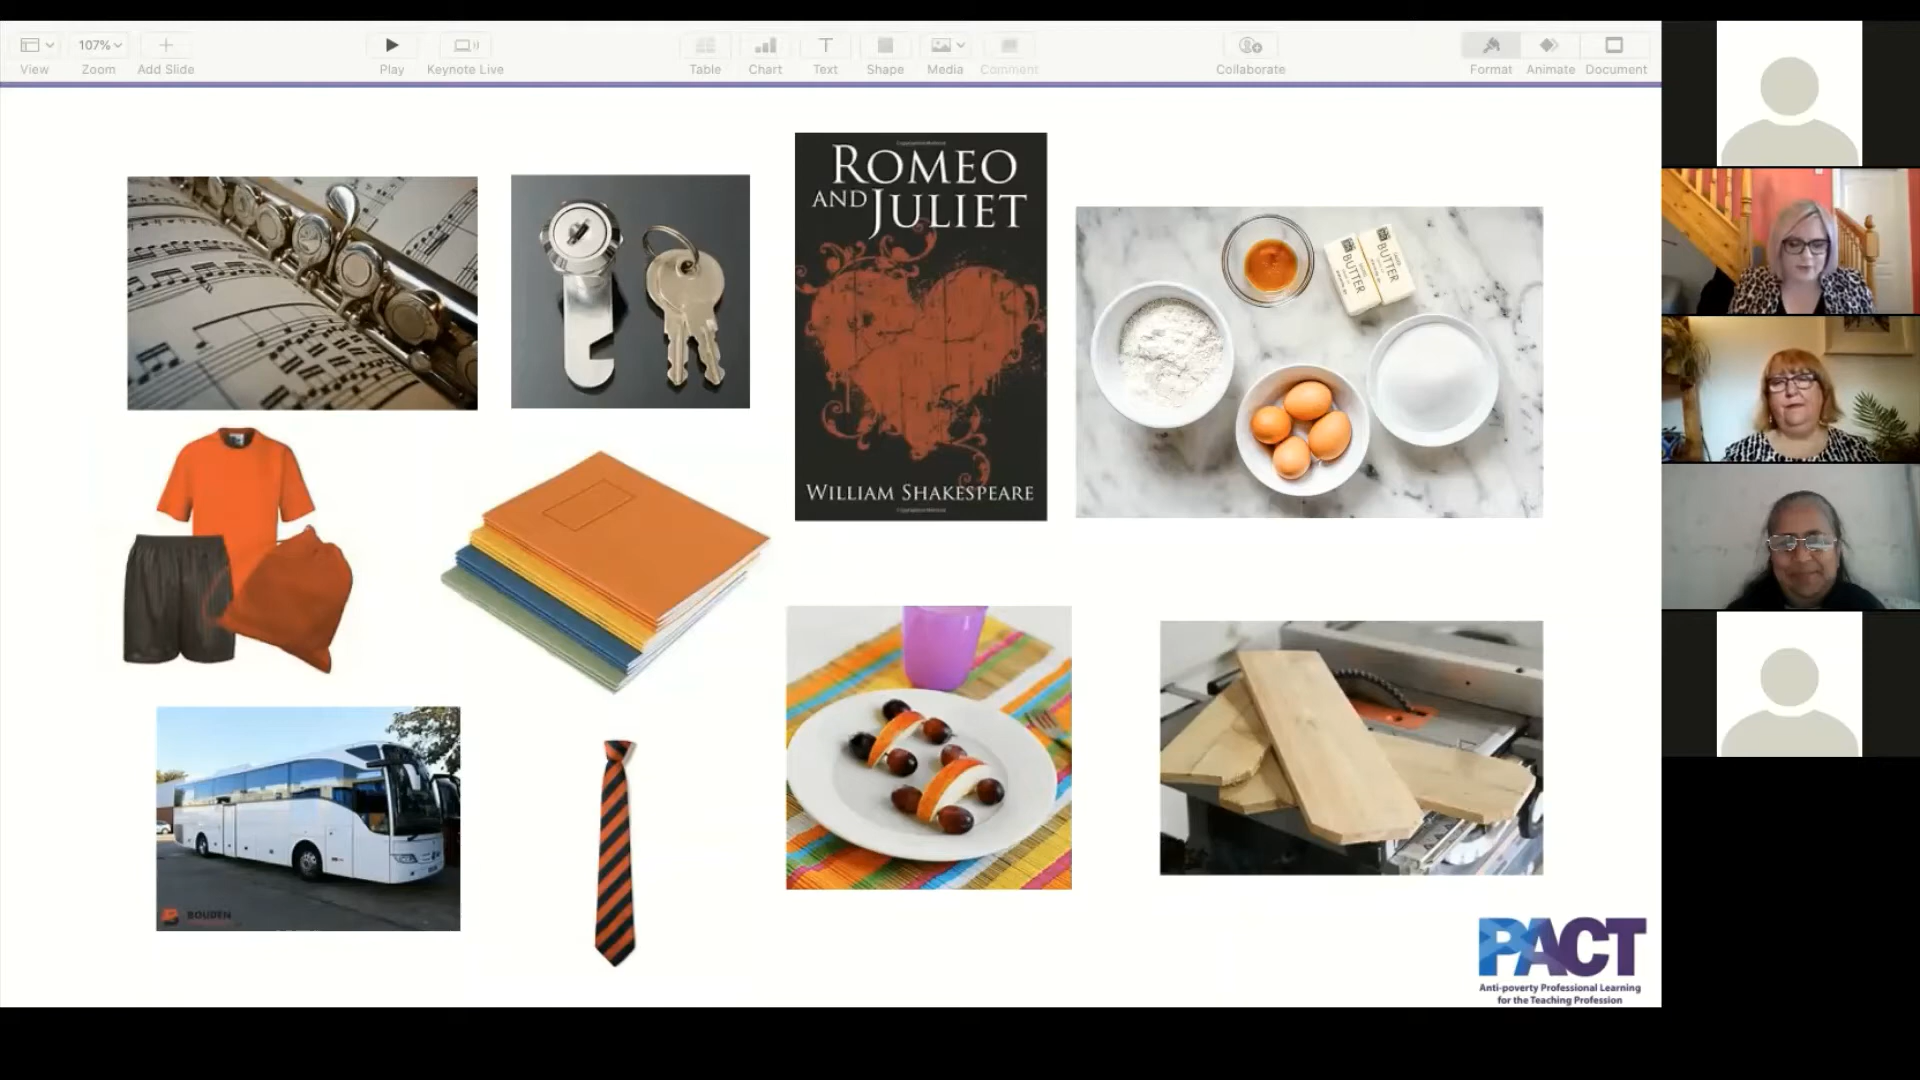 107%
View
Zoom
Add Slide
Play
Keynote Live
Table
Chart
Text
Shape
Media
Comment
Collaborate
Format
Animate
Document
ROMEO
AND JULIET
WILLIAM SHAKESPEARE
BUTTER
BUTTER
BOUDEN
PACT
Anti-poverty Professional Learning
for the Teaching Profession